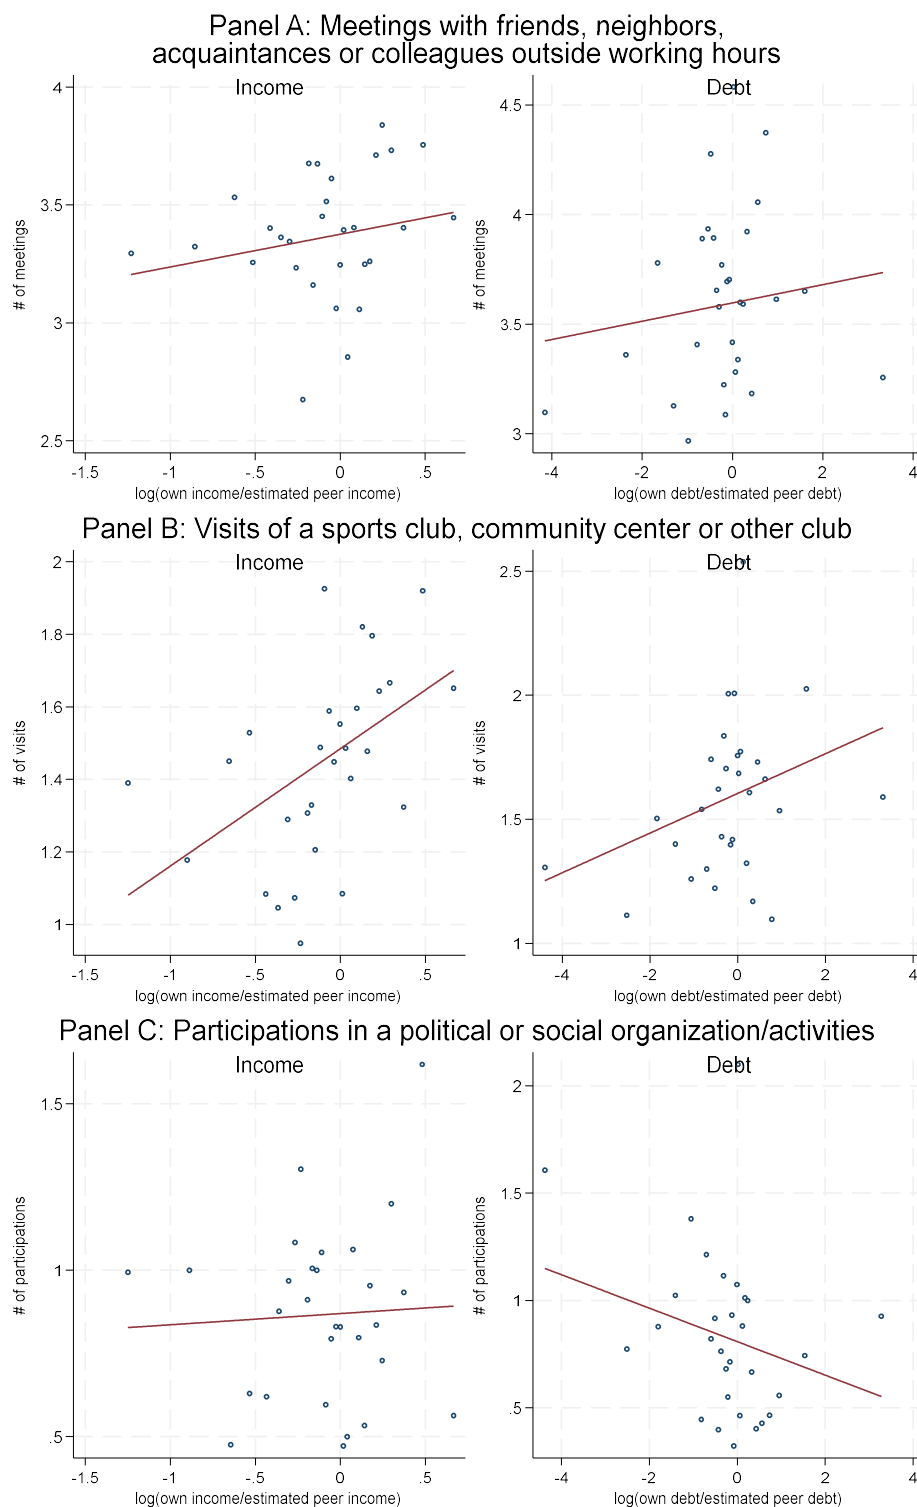 Panel A: Meetings with friends, neighbors,
acquaintances or colleagues outside working hours
Income
# of meetings
4
3.5
3
2.5
-1.5 -1 -.5 0 .5
log(own income/estimated peer income)
Debt
# of meetings
4.5
4
3.5
3
-4 -2 0 2 4
log(own debt/estimated peer debt)
Panel B: Visits of a sports club, community center or other club
Income
# of visits
2
1.8
1.6
1.4
1.2
1
-1.5 -1 -.5 0 .5
log(own income/estimated peer income)
Debt
# of visits
2.5
2
1.5
1
-4 -2 0 2 4
log(own debt/estimated peer debt)
Panel C: Participations in a political or social organization/activities
Income
# of participations
1.5
1
.5
-1.5 -1 -.5 0 .5
log(own income/estimated peer income)
Debt
# of participations
2
1.5
1
.5
-4 -2 0 2 4
log(own debt/estimated peer debt)